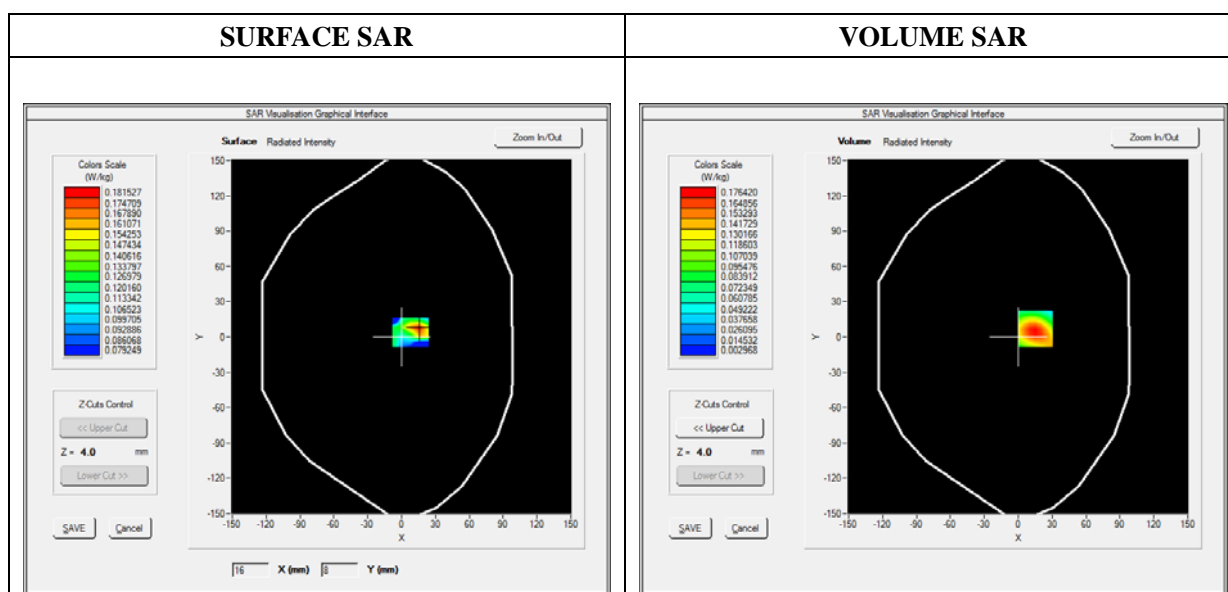 SURFACE SAR
VOLUME SAR
SAR Visualisation Graphical Interface
Surface Radiated Intensity
Zoom In/Out
Colors Scale
(W/kg)
0.181527
0.174709
0.167890
0.161071
0.154253
0.147434
0.140616
0.133797
0.126979
0.120160
0.113342
0.106523
0.099705
0.092886
0.086068
0.079249
150
120
90
60
30
0
-30
-60
-90
-120
-150
Y
-150 -120 -90 -60 -30 0 30 60 90 120 150
X
Z-Cuts Control
<< Upper Cut
Z = 4.0 mm
Lower Cut >>
SAVE Cancel
16 X (mm) 8 Y (mm)
SAR Visualisation Graphical Interface
Volume Radiated Intensity
Zoom In/Out
Colors Scale
(W/kg)
0.176420
0.164856
0.153293
0.141729
0.130166
0.118603
0.107039
0.095476
0.083912
0.072349
0.060785
0.049222
0.037658
0.026095
0.014532
0.002968
150
120
90
60
30
0
-30
-60
-90
-120
-150
Y
-150 -120 -90 -60 -30 0 30 60 90 120 150
X
Z-Cuts Control
<< Upper Cut
Z = 4.0 mm
Lower Cut >>
SAVE Cancel